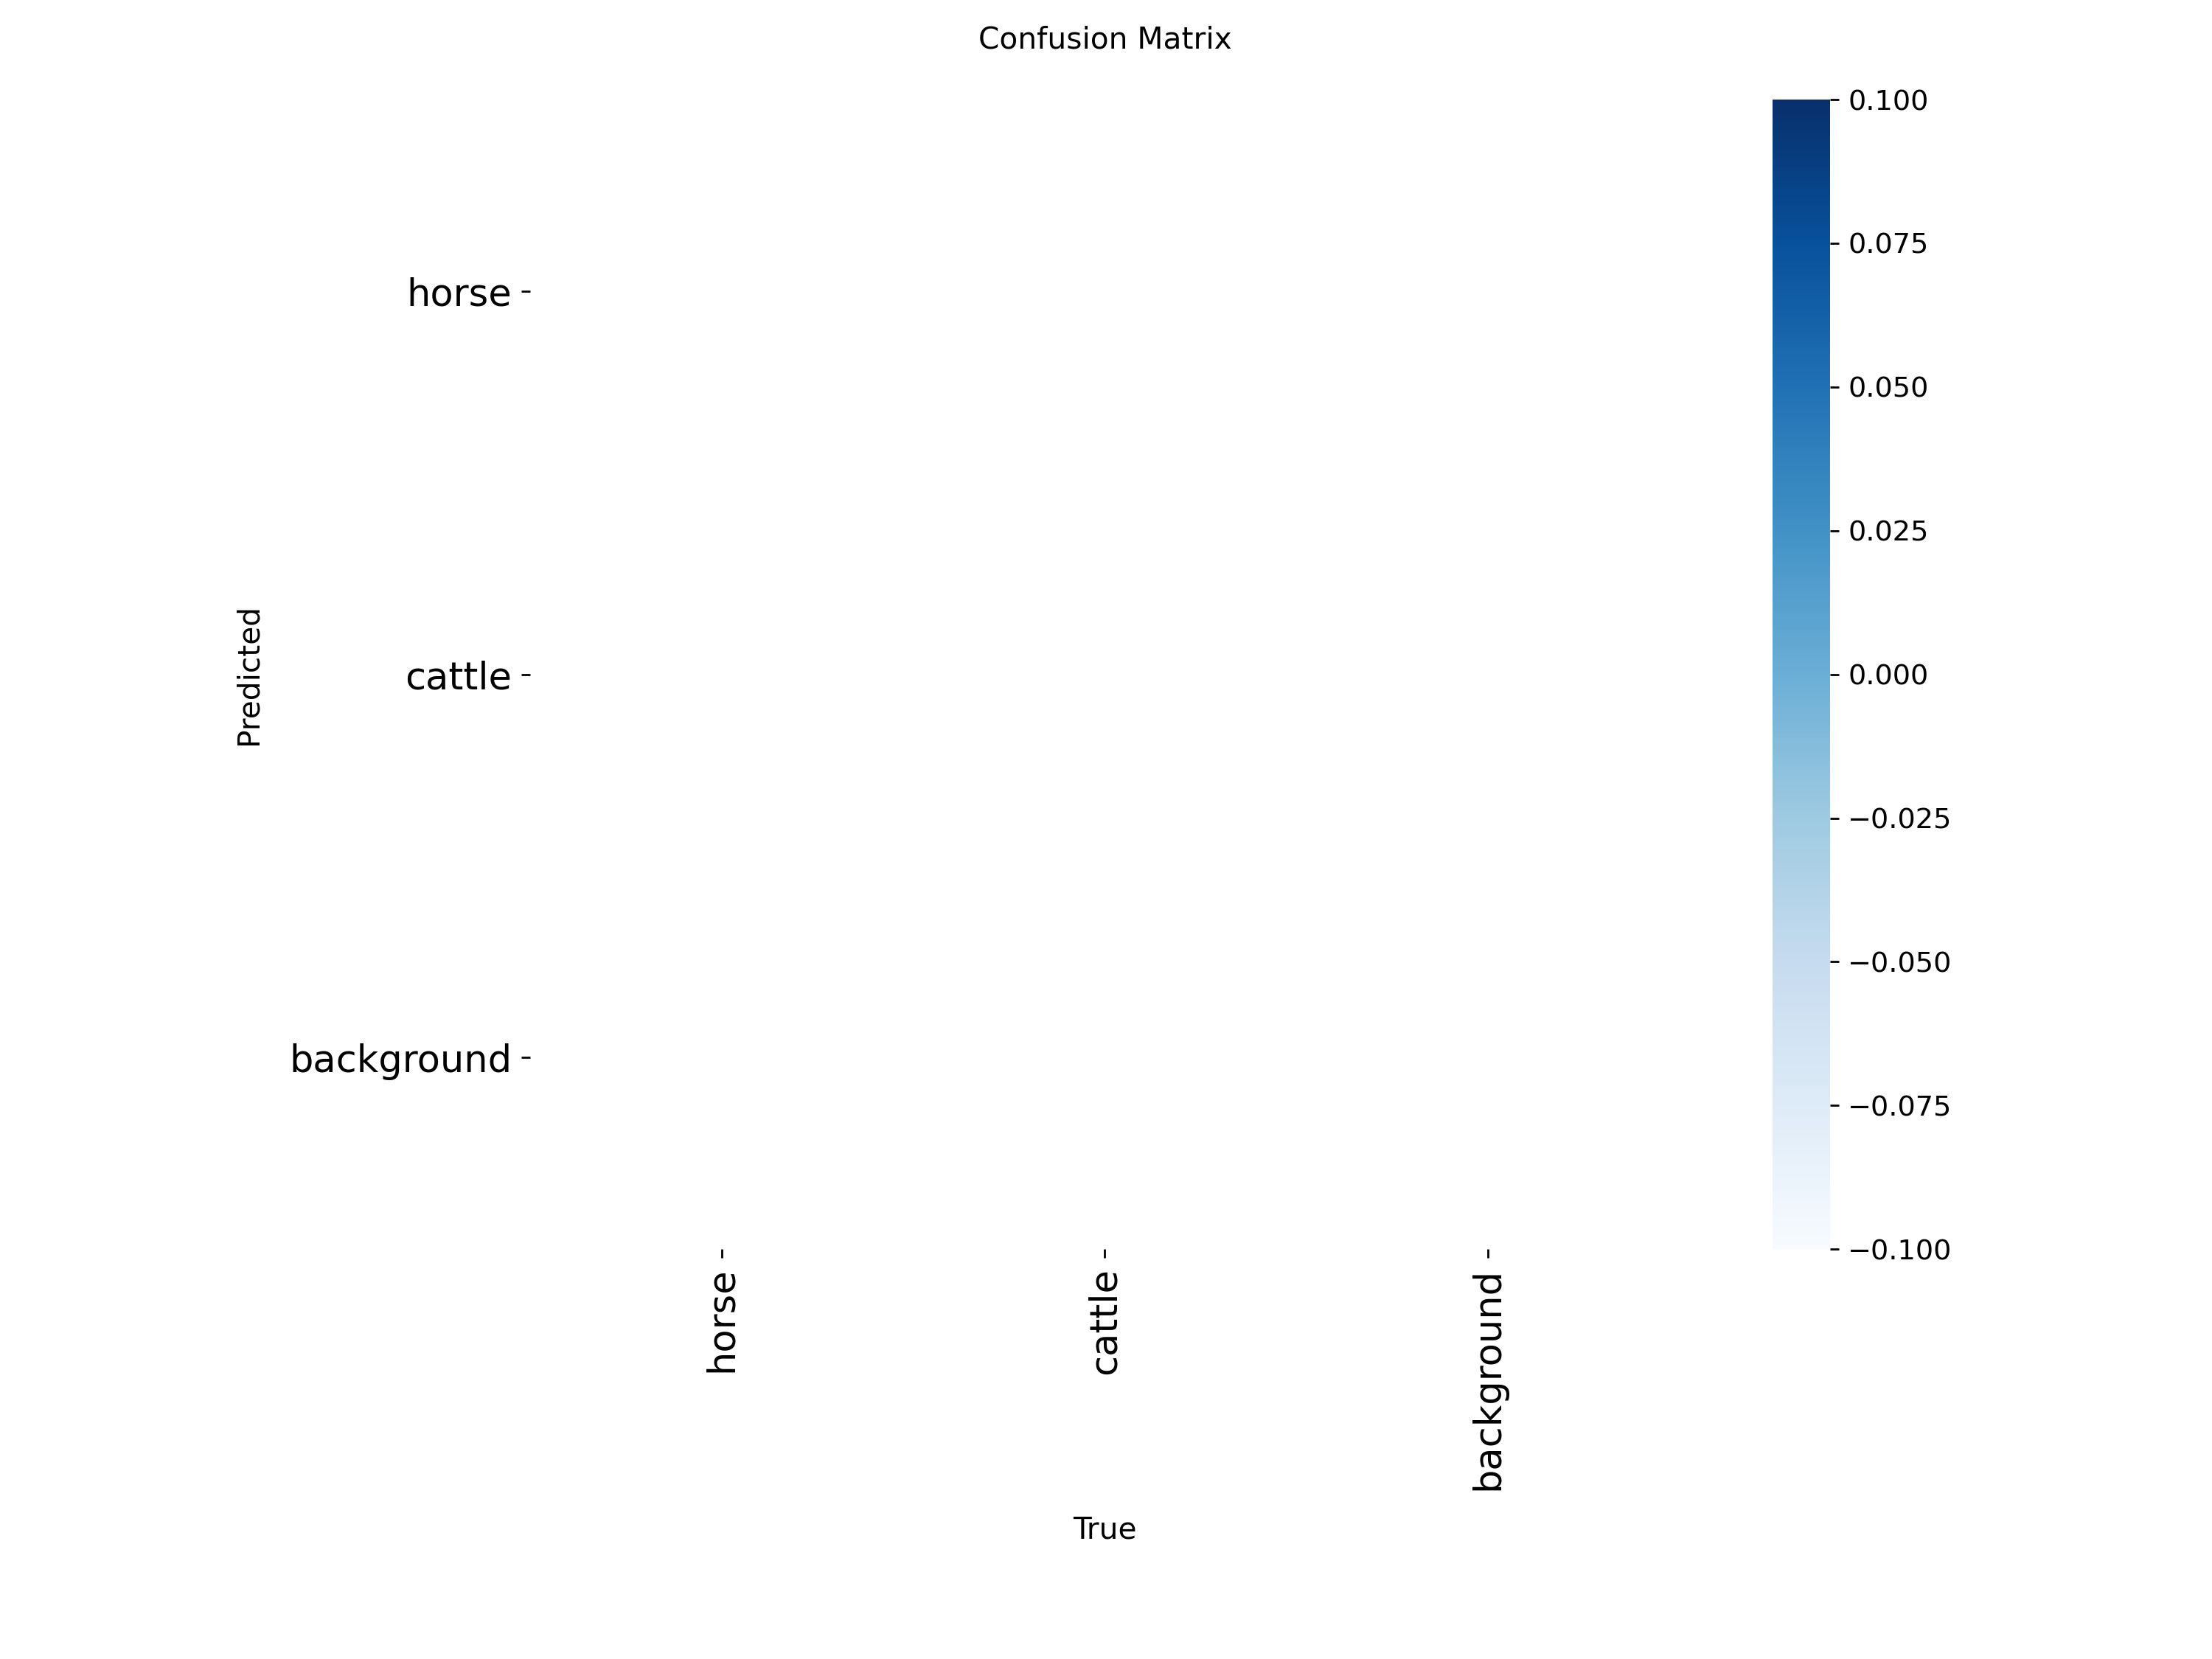 Confusion Matrix
Predicted
horse
cattle
background
horse
cattle
background
True
0.100
0.075
0.050
0.025
0.000
−0.025
−0.050
−0.075
−0.100